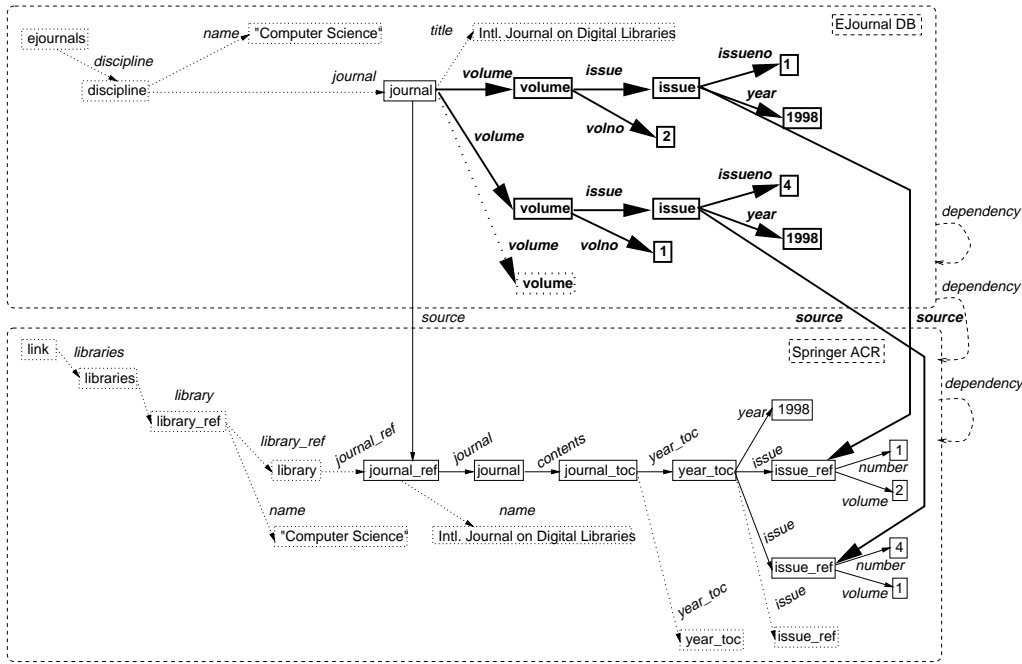 EJournal DB
ejournals
name
"Computer Science"
title
Intl. Journal on Digital Libraries
discipline
discipline
journal
journal
volume
volume
issue
issue
issueno
1
year
1998
volno
2
volume
volume
issue
issue
issueno
4
year
1998
volno
1
volume
volume
dependency
dependency
source
source
source
Springer ACR
link
libraries
libraries
library
library_ref
library_ref
library
journal_ref
journal_ref
journal
journal
contents
journal_toc
year_toc
year_toc
year
1998
issue
issue_ref
1
number
volume
2
dependency
name
"Computer Science"
name
Intl. Journal on Digital Libraries
issue
issue_ref
4
number
volume
1
year_toc
year_toc
issue
issue_ref